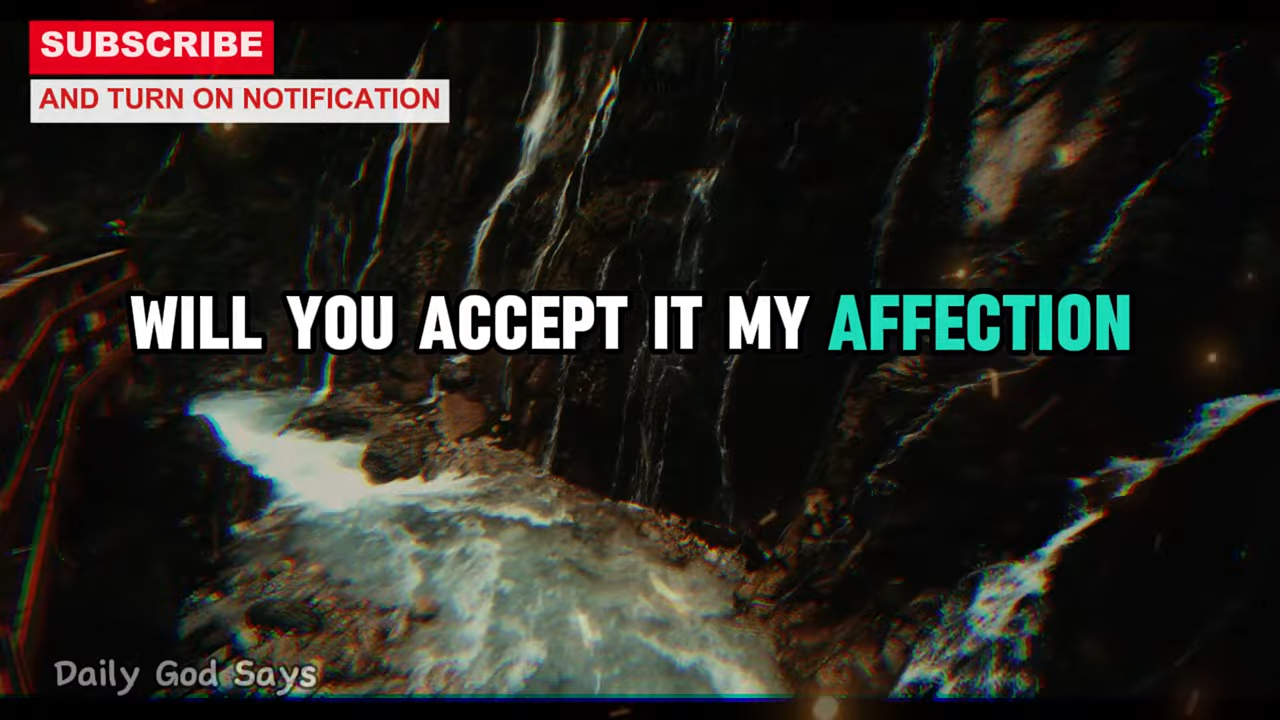 SUBSCRIBE
AND TURN ON NOTIFICATION
WILL YOU ACCEPT IT MY AFFECTION
Daily God Says